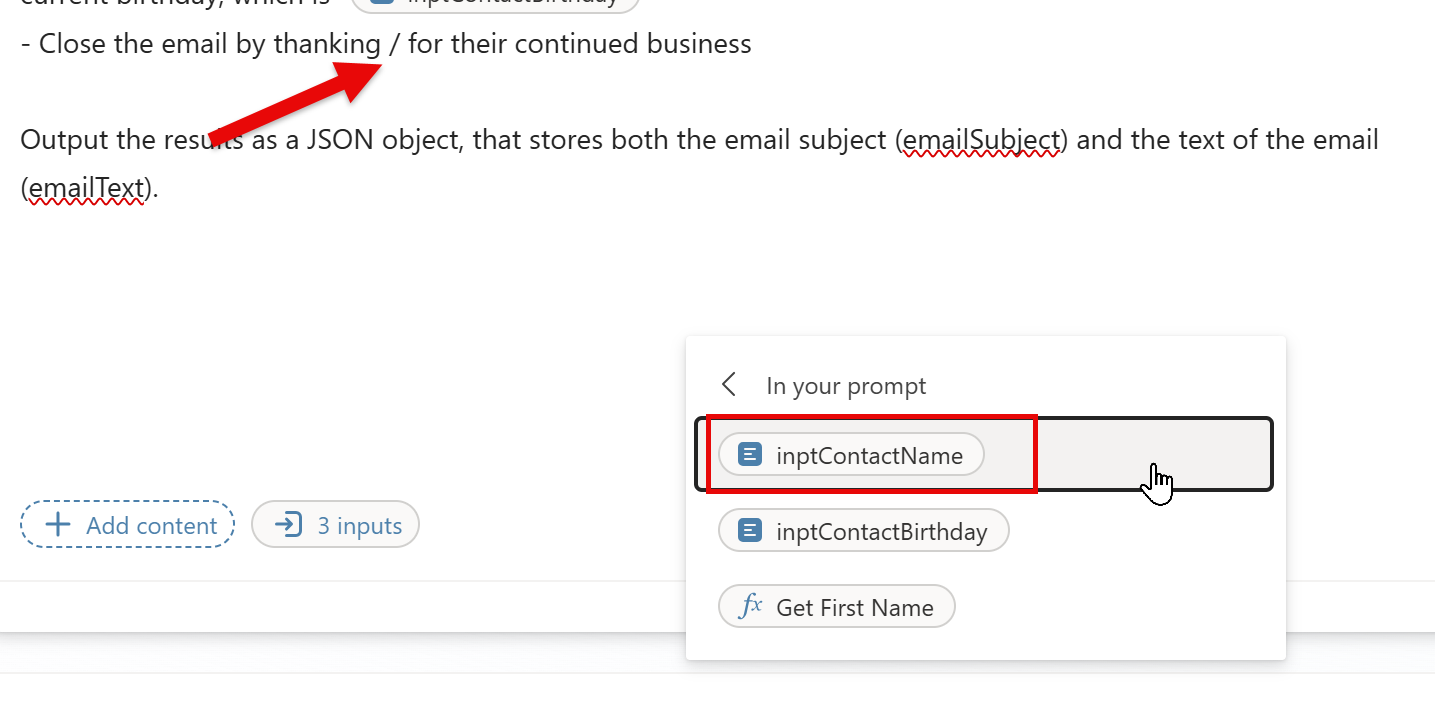 current birthday, which is inptContactBirthday
- Close the email by thanking / for their continued business
Output the results as a JSON object, that stores both the email subject (emailSubject) and the text of the email
(emailText).
In your prompt
inptContactName
inptContactBirthday
fx Get First Name
+ Add content
3 inputs